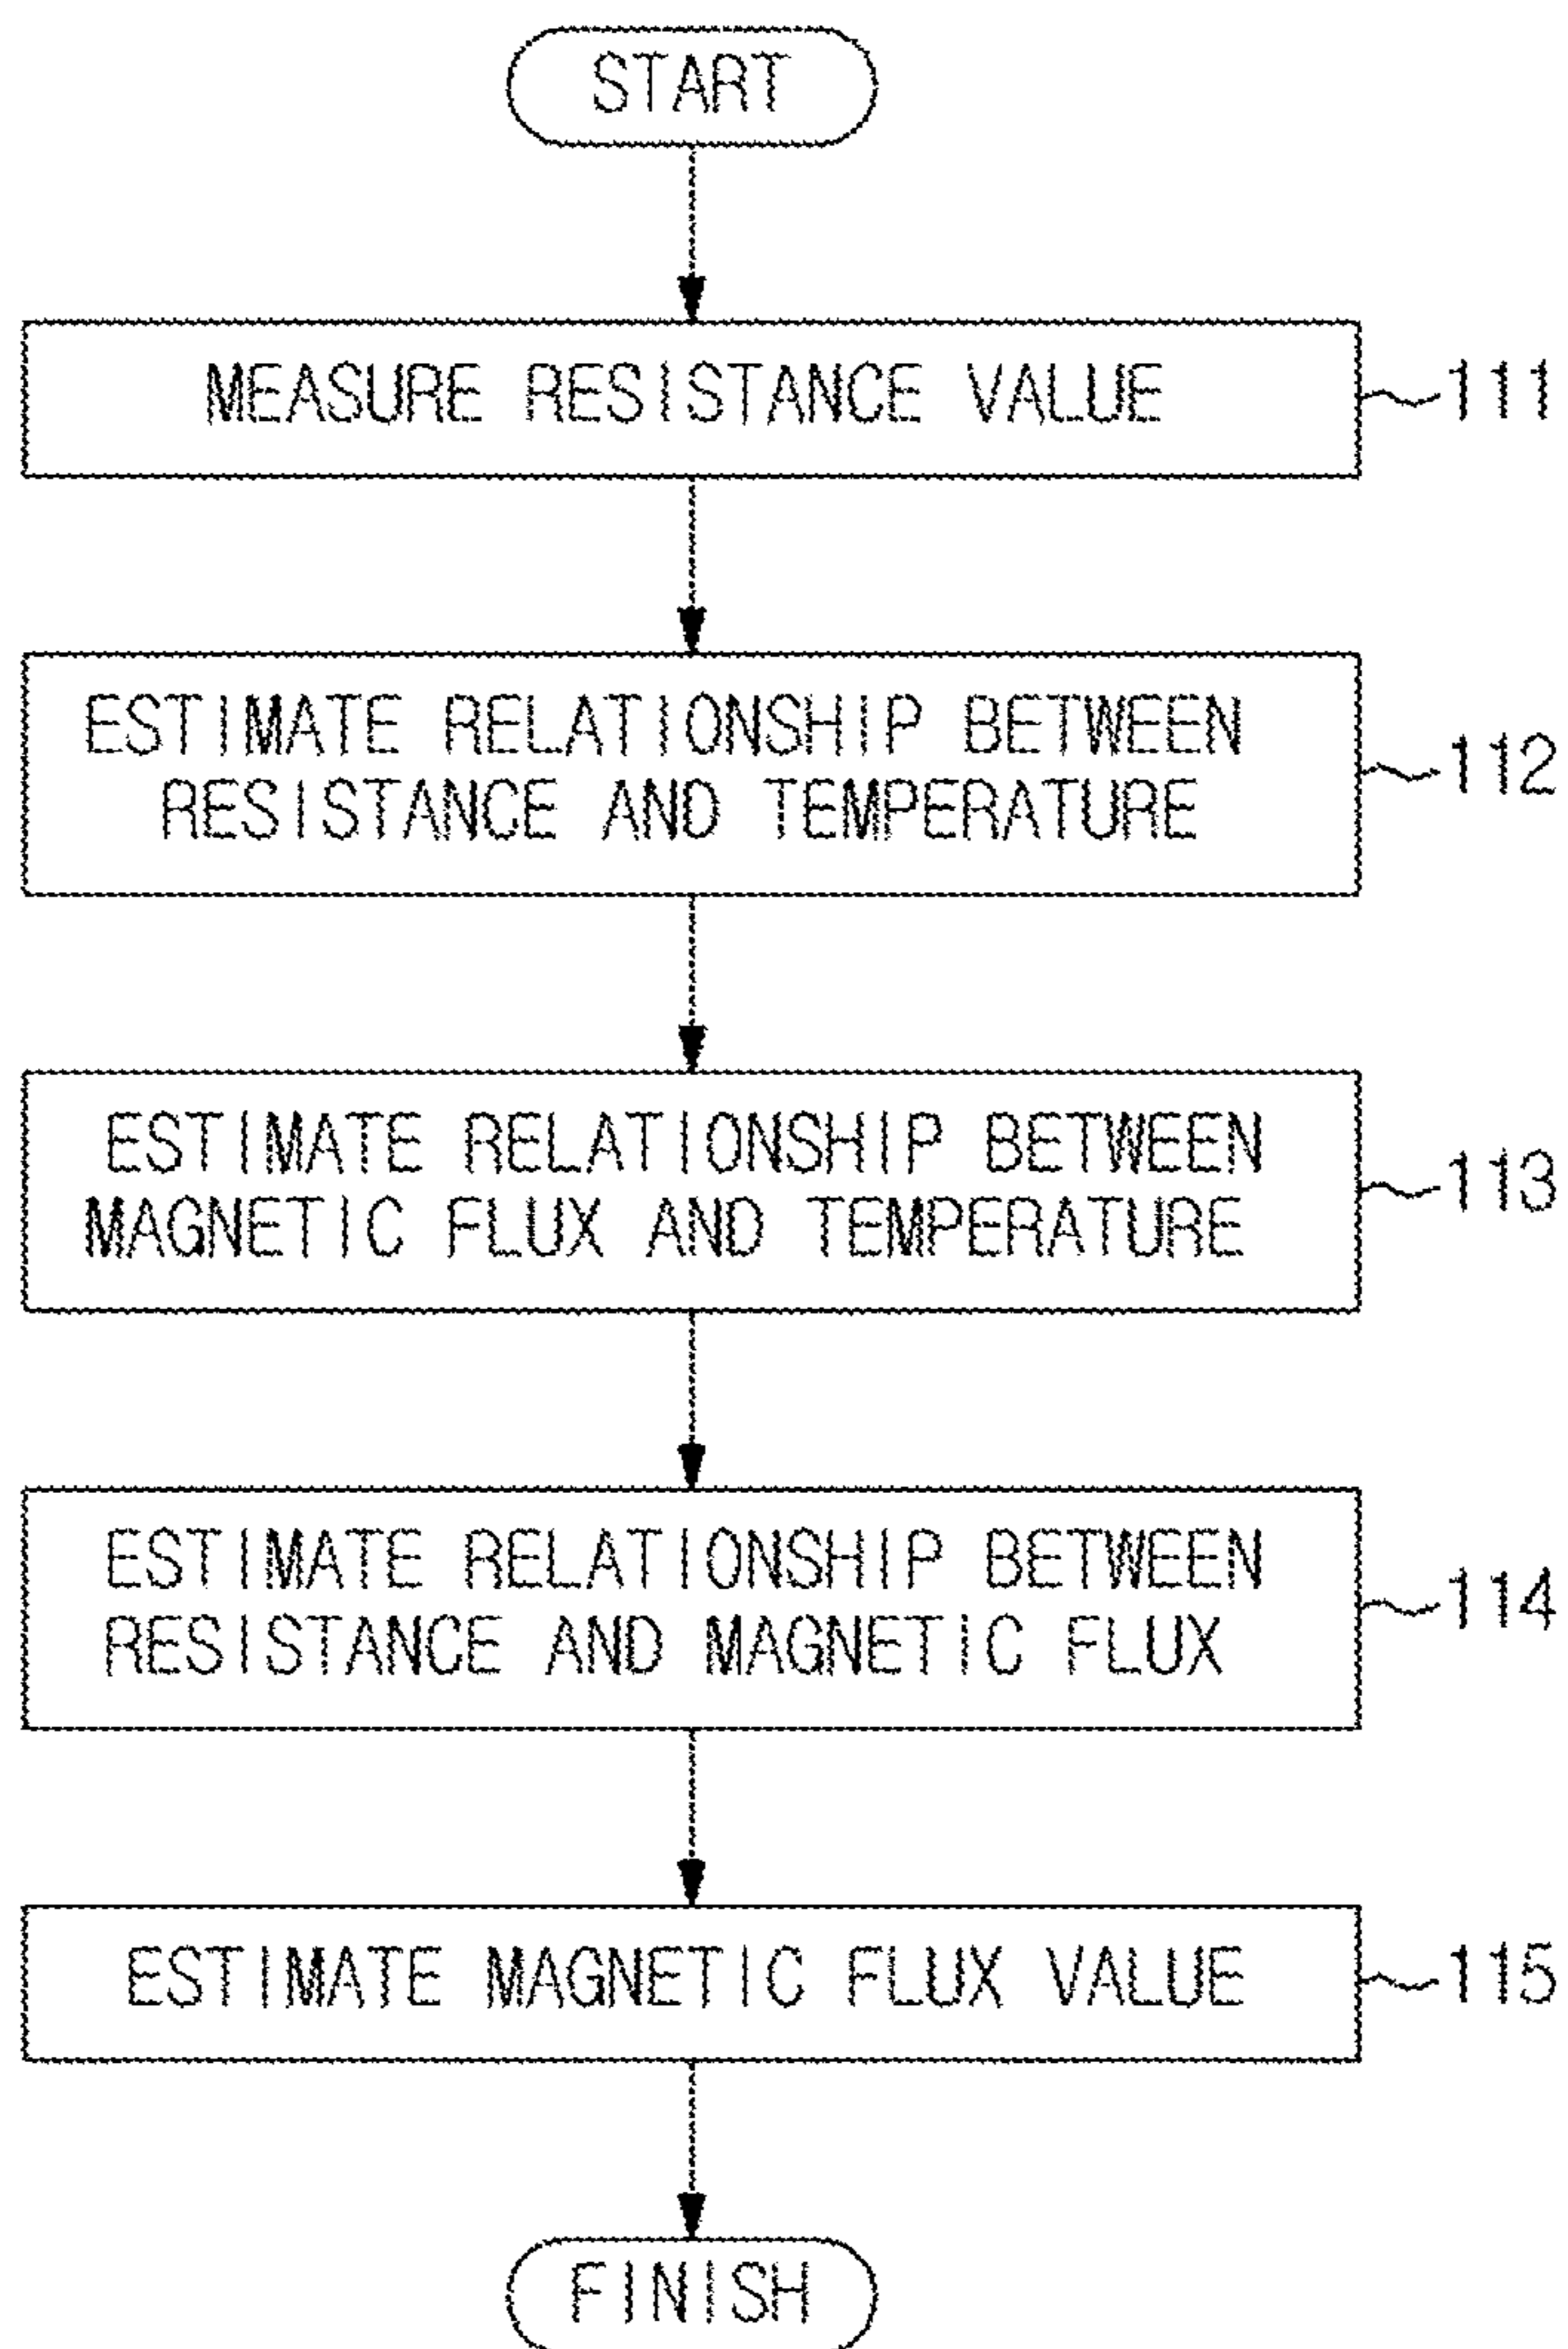 START
MEASURE RESISTANCE VALUE
111
ESTIMATE RELATIONSHIP BETWEEN
RESISTANCE AND TEMPERATURE
112
ESTIMATE RELATIONSHIP BETWEEN
MAGNETIC FLUX AND TEMPERATURE
113
ESTIMATE RELATIONSHIP BETWEEN
RESISTANCE AND MAGNETIC FLUX
114
ESTIMATE MAGNETIC FLUX VALUE
115
FINISH